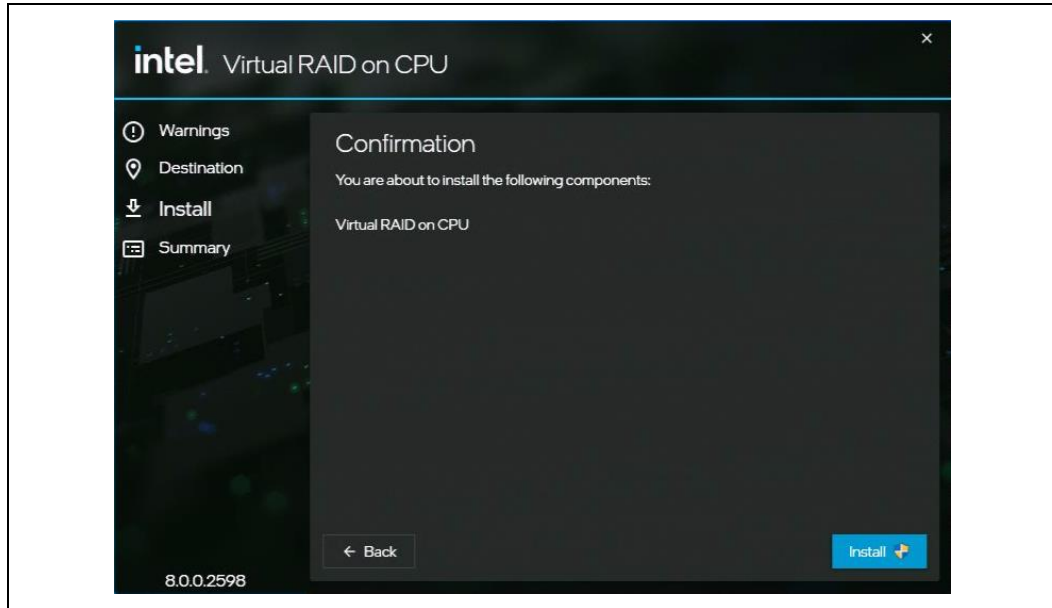 intel. Virtual RAID on CPU
Warnings
Destination
Install
Summary
Confirmation
You are about to install the following components:
Virtual RAID on CPU
← Back
Install
8.0.0.2598